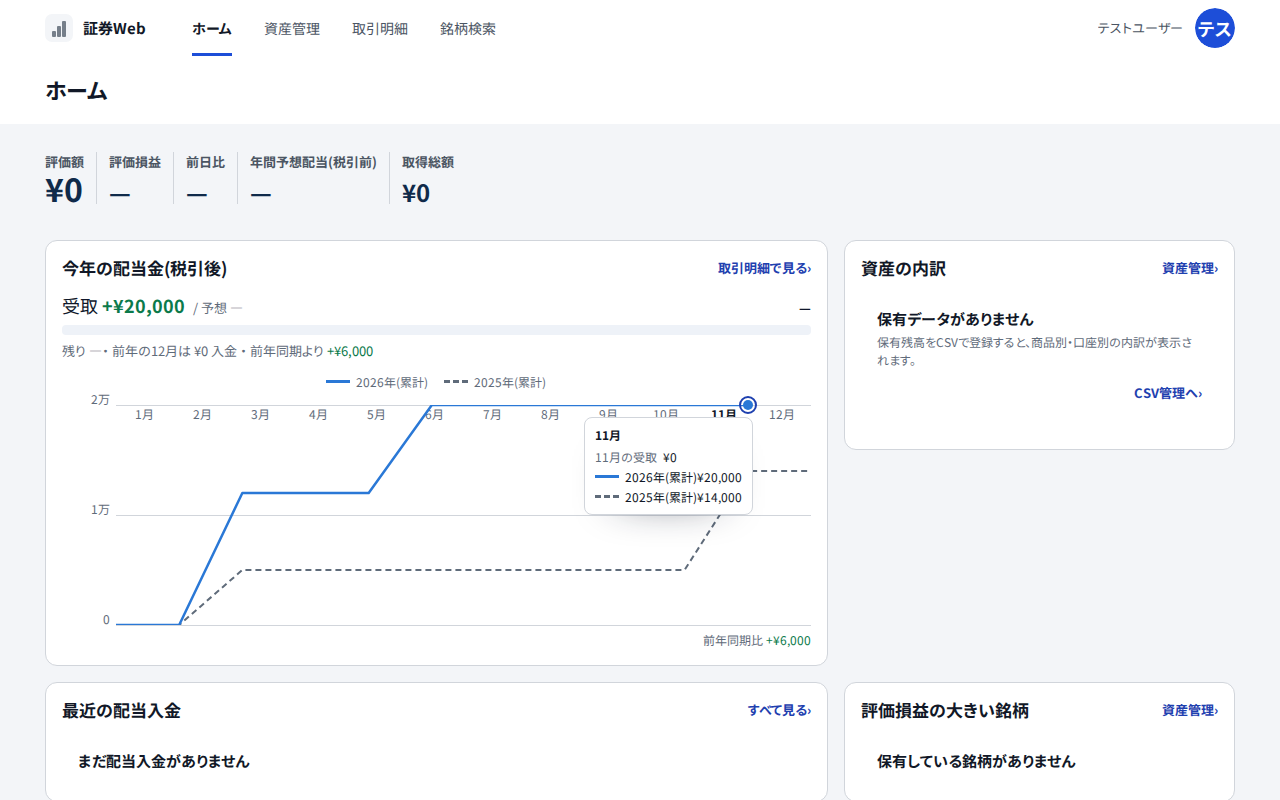 証券Web ホーム 資産管理 取引明細 銘柄検索 テストユーザー テス
ホーム
評価額 評価損益 前日比 年間予想配当(税引前) 取得総額
¥0 — — — ¥0
今年の配当金(税引後) 取引明細で見る›
受取 +¥20,000 / 予想 — —
残り —・前年の12月は ¥0 入金・前年同期より +¥6,000
2026年(累計) 2025年(累計)
2万
1月 2月 3月 4月 5月 6月 7月 8月 9月 10月 11月 12月
11月
11月の受取 ¥0
2026年(累計)¥20,000
2025年(累計)¥14,000
1万
0
前年同期比 +¥6,000
資産の内訳 資産管理›
保有データがありません
保有残高をCSVで登録すると、商品別・口座別の内訳が表示さ
れます。
CSV管理へ›
最近の配当入金 すべて見る›
まだ配当入金がありません
評価損益の大きい銘柄 資産管理›
保有している銘柄がありません